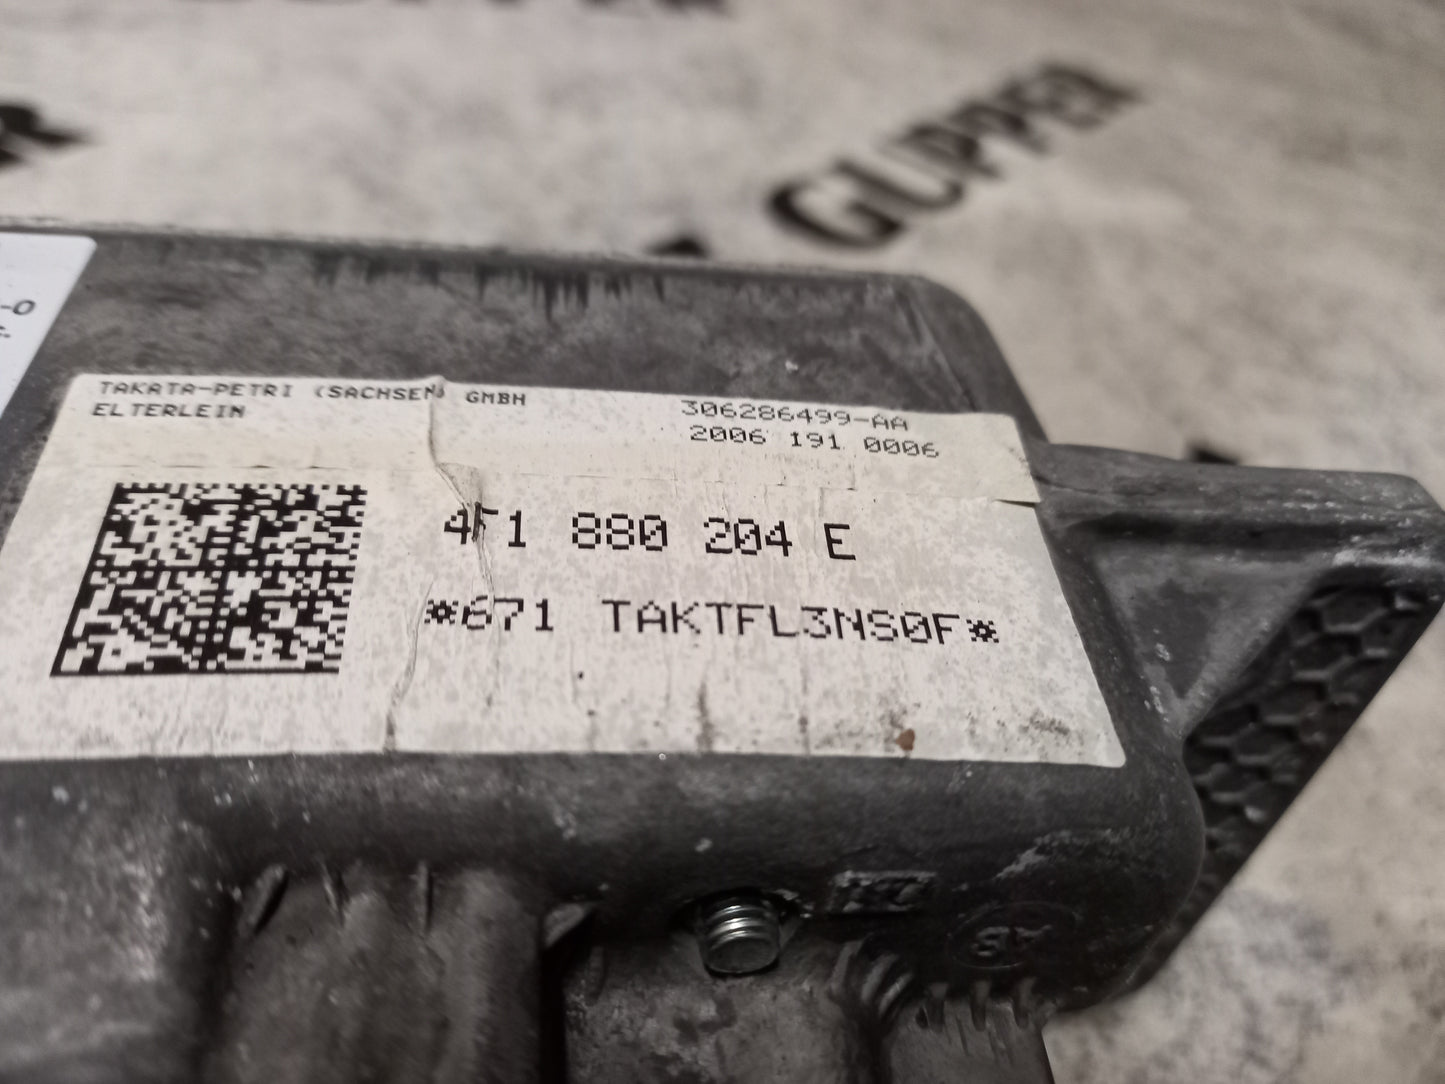 GUPPER
TAKATA-PETRI (SACHSEN) GMBH
ELTERLEIN
306286499-AA
2006 191 0006
4F1 880 204 E
*671 TAKTFL3NS0F*